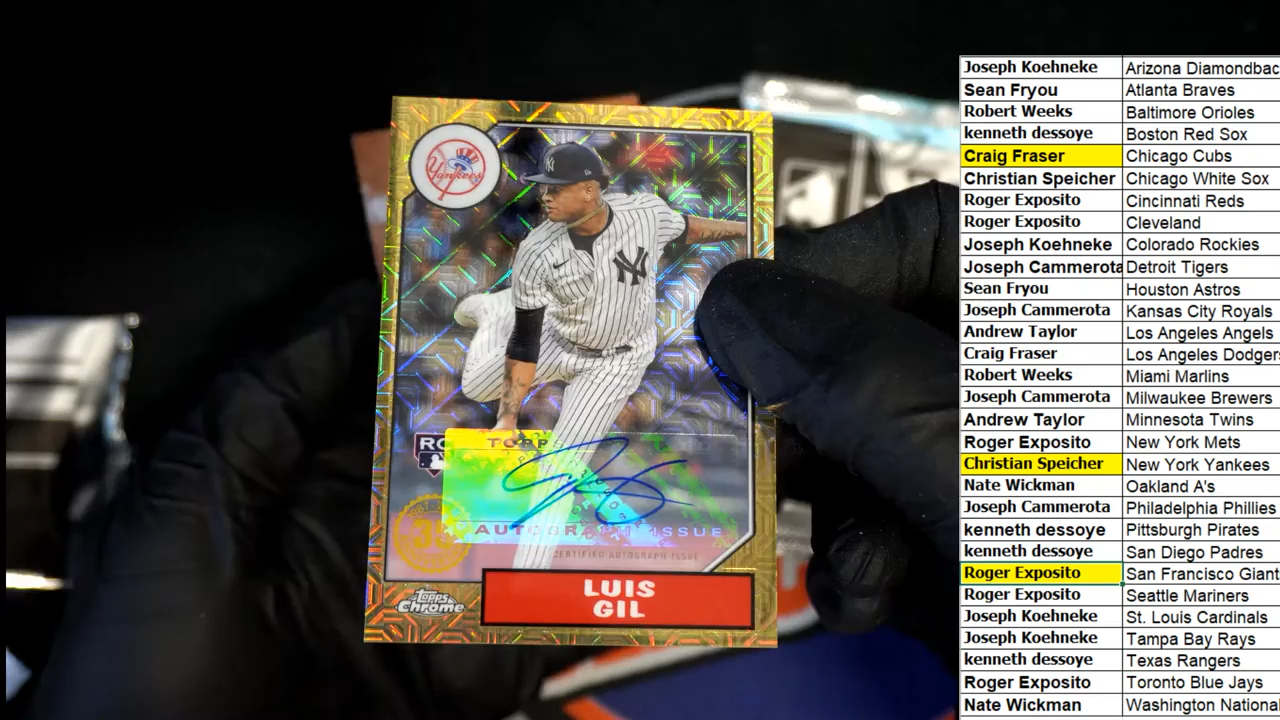 Yankees
NY
RC
TOPPS
AUTOGRAPH ISSUE
CERTIFIED AUTOGRAPH ISSUE
35
Topps
Chrome
LUIS
GIL
Joseph Koehneke Arizona Diamondbac
Sean Fryou Atlanta Braves
Robert Weeks Baltimore Orioles
kenneth dessoye Boston Red Sox
Craig Fraser Chicago Cubs
Christian Speicher Chicago White Sox
Roger Exposito Cincinnati Reds
Roger Exposito Cleveland
Joseph Koehneke Colorado Rockies
Joseph Cammerota Detroit Tigers
Sean Fryou Houston Astros
Joseph Cammerota Kansas City Royals
Andrew Taylor Los Angeles Angels
Craig Fraser Los Angeles Dodgers
Robert Weeks Miami Marlins
Joseph Cammerota Milwaukee Brewers
Andrew Taylor Minnesota Twins
Roger Exposito New York Mets
Christian Speicher New York Yankees
Nate Wickman Oakland A's
Joseph Cammerota Philadelphia Phillies
kenneth dessoye Pittsburgh Pirates
kenneth dessoye San Diego Padres
Roger Exposito San Francisco Giant
Roger Exposito Seattle Mariners
Joseph Koehneke St. Louis Cardinals
Joseph Koehneke Tampa Bay Rays
kenneth dessoye Texas Rangers
Roger Exposito Toronto Blue Jays
Nate Wickman Washington National